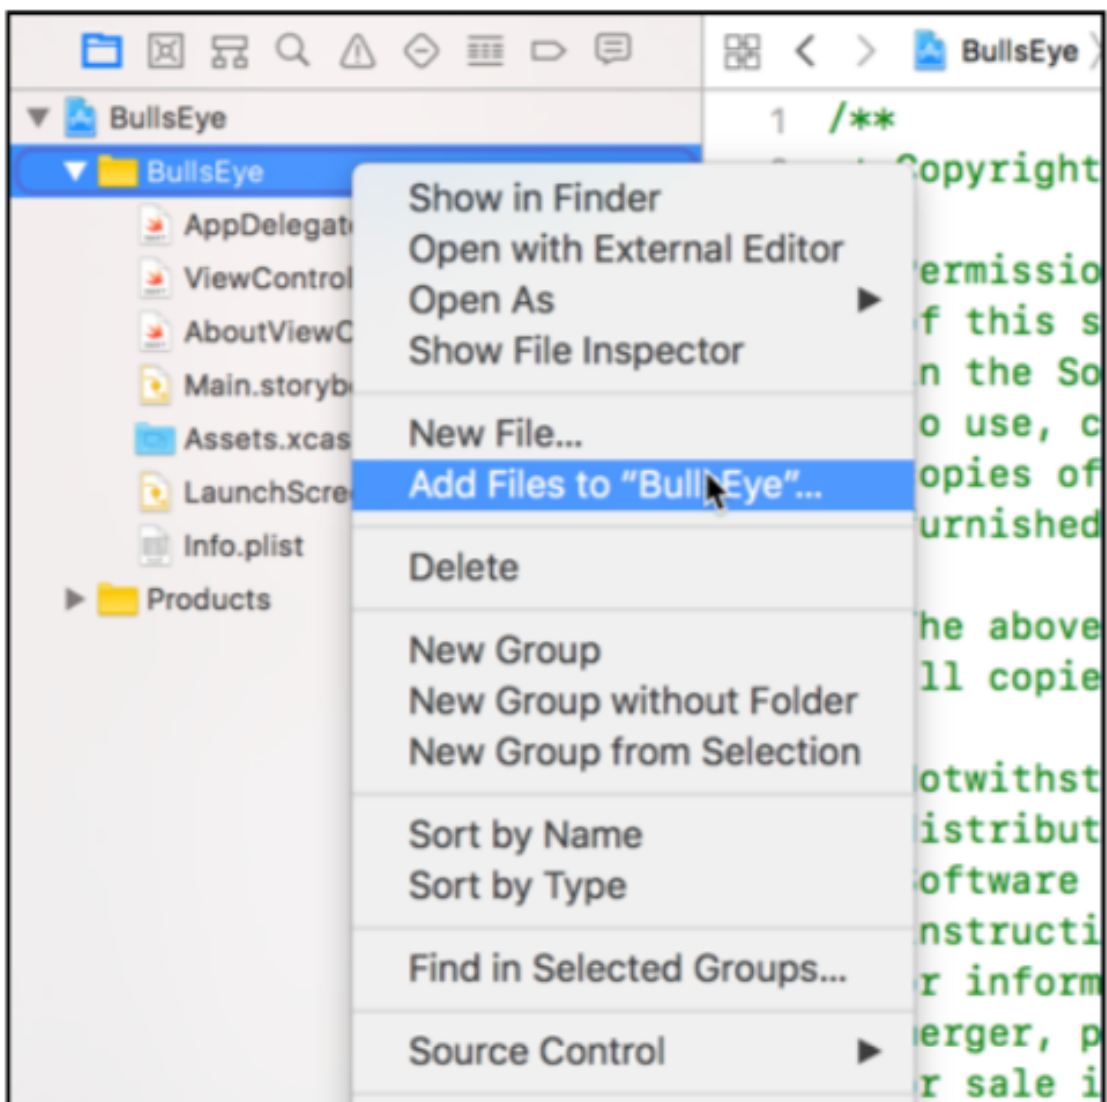 BullsEye
BullsEye
BullsEye
AppDelegat
ViewControl
AboutViewC
Main.storyb
Assets.xcas
LaunchScre
Info.plist
Products
Show in Finder
Open with External Editor
Open As
Show File Inspector
New File...
Add Files to “BullsEye”...
Delete
New Group
New Group without Folder
New Group from Selection
Sort by Name
Sort by Type
Find in Selected Groups...
Source Control
1 /**
opyright
ermissio
f this s
n the So
o use, c
opies of
urnished
he above
ll copie
otwithst
istribut
oftware
nstructi
r inform
erger, p
r sale i